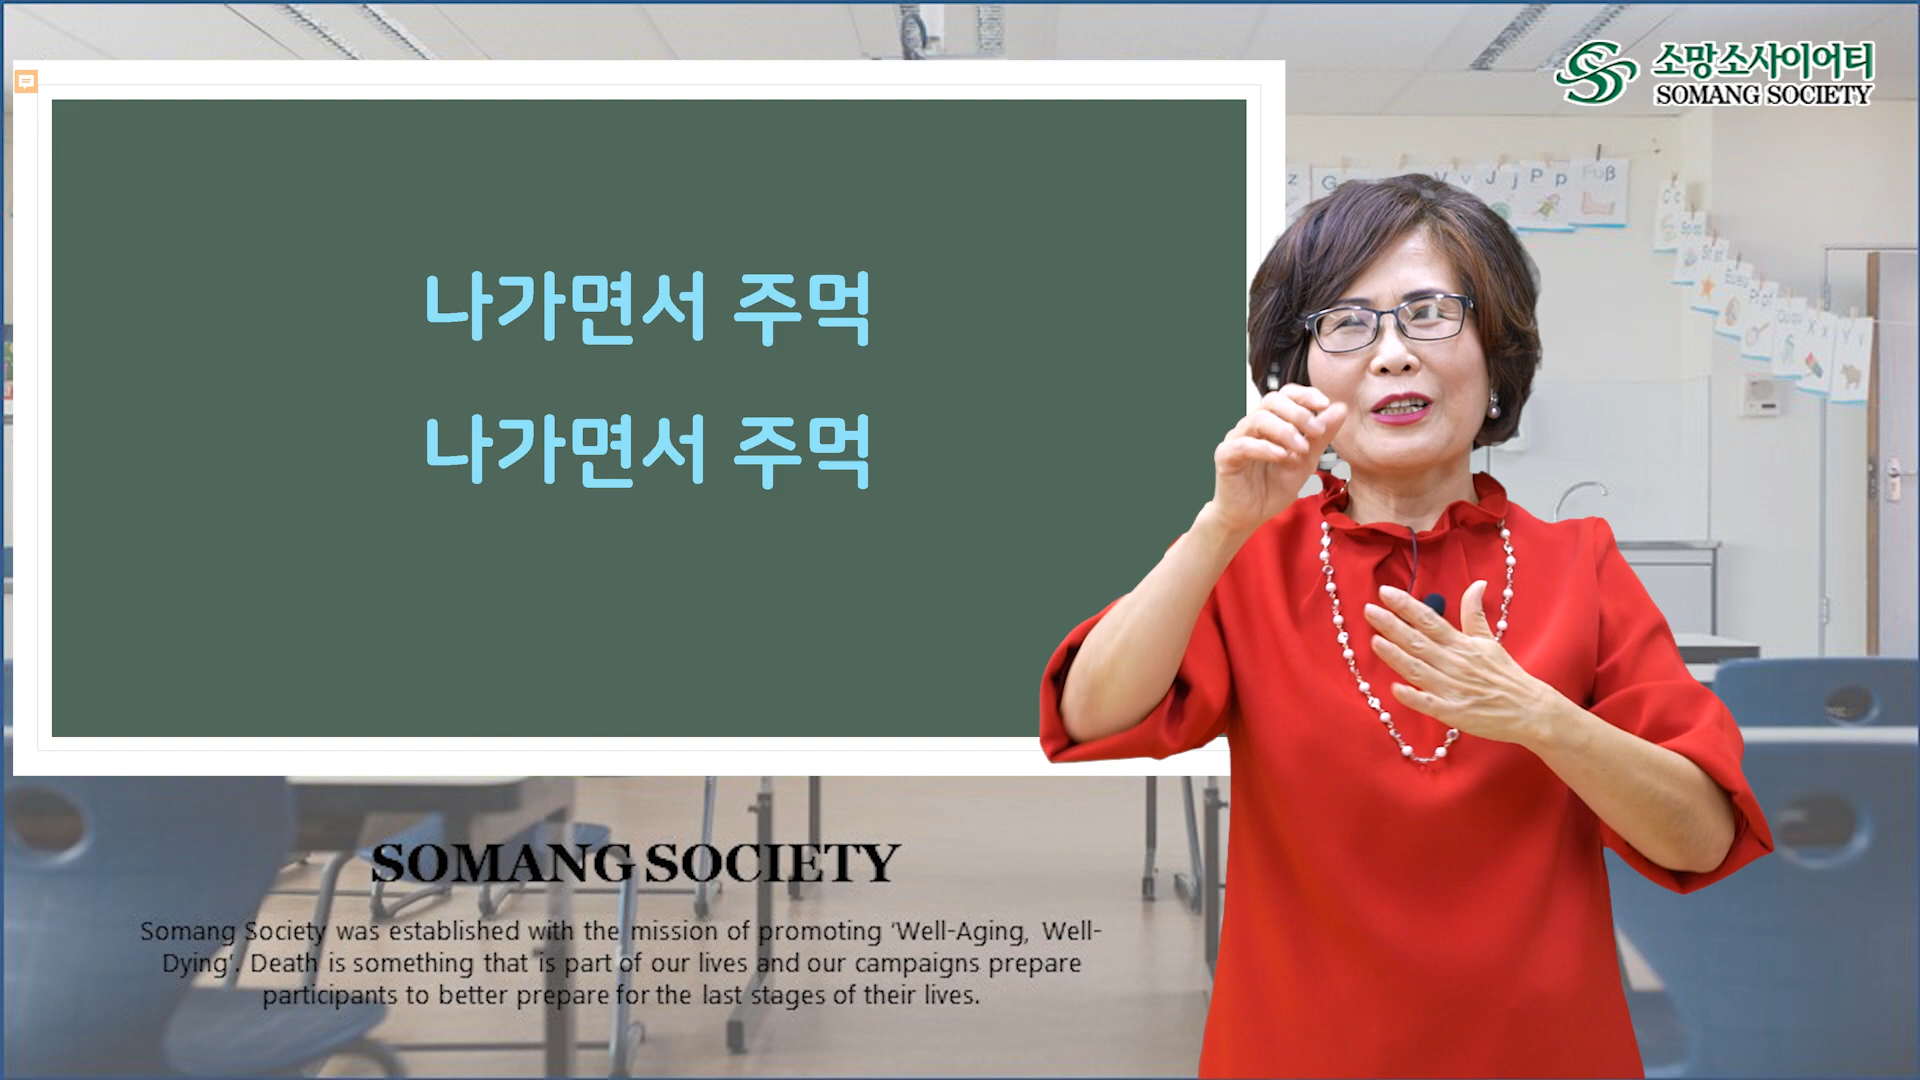 소망소사이어티
SOMANG SOCIETY
나가면서 주먹
나가면서 주먹
SOMANG SOCIETY
Somang Society was established with the mission of promoting ‘Well-Aging, Well-
Dying’. Death is something that is part of our lives and our campaigns prepare
participants to better prepare for the last stages of their lives.